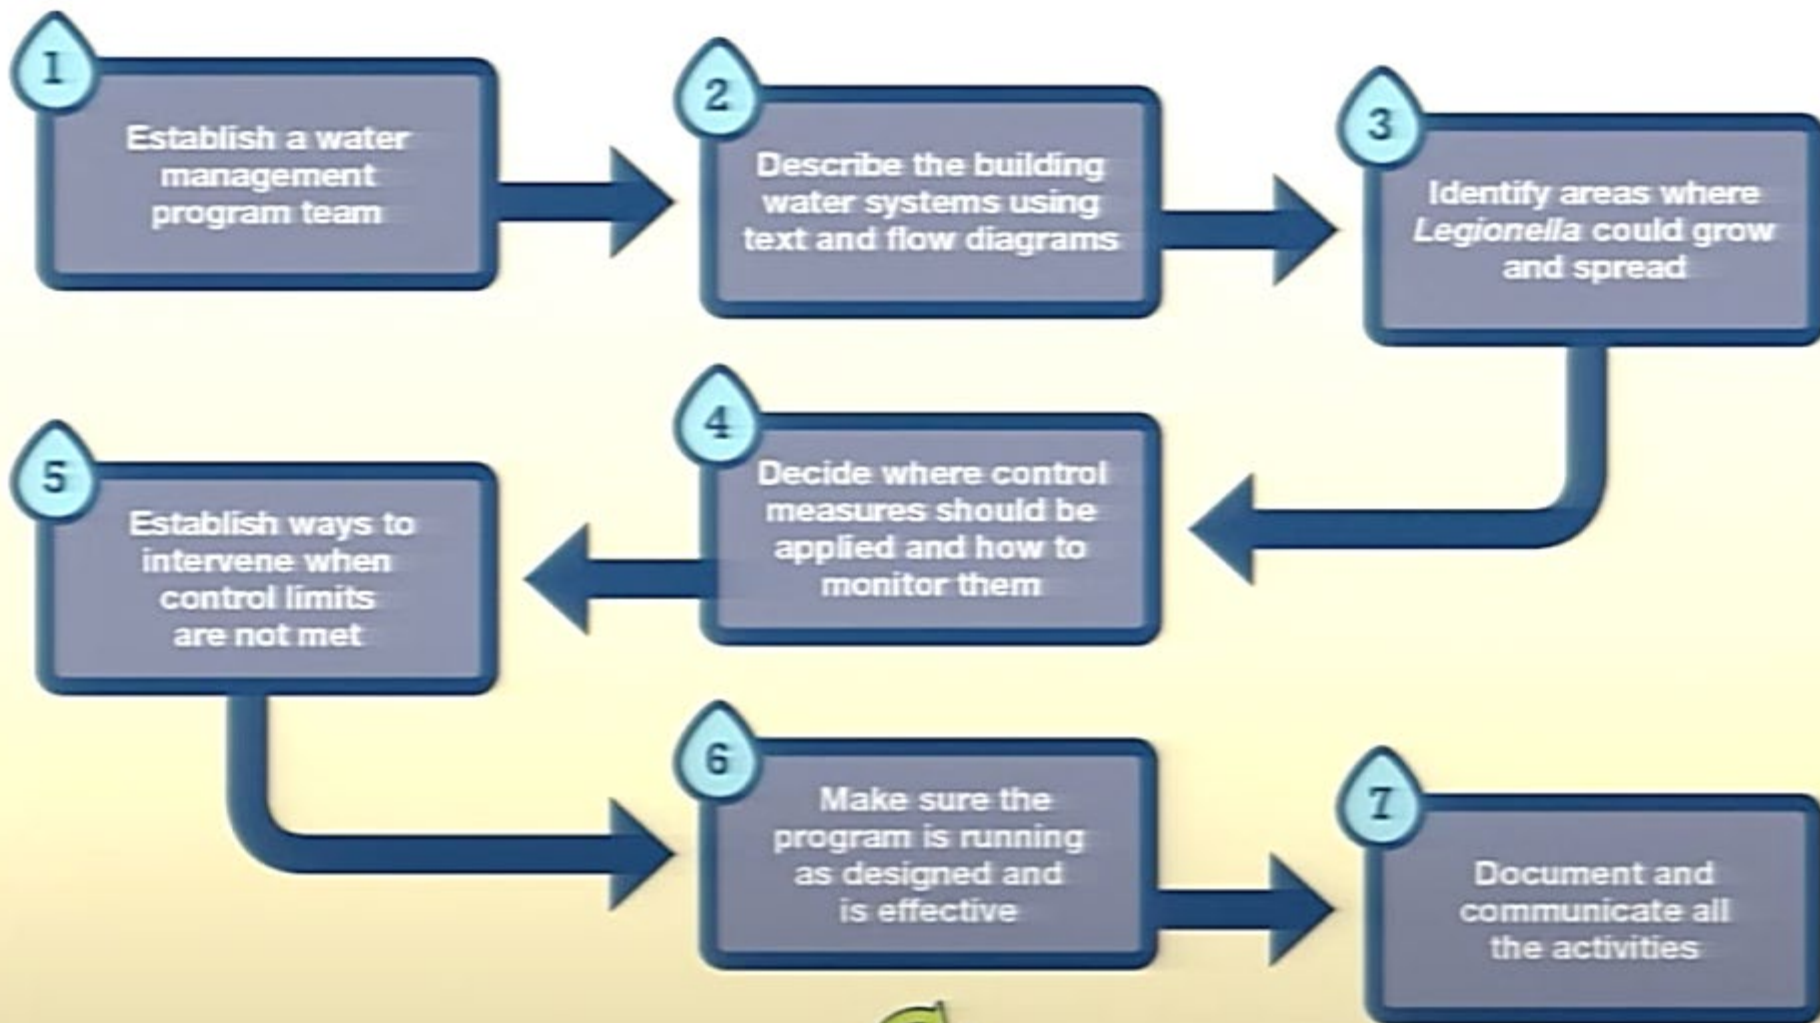 1
Establish a water
management
program team
2
Describe the building
water systems using
text and flow diagrams
3
Identify areas where
Legionella could grow
and spread
4
Decide where control
measures should be
applied and how to
monitor them
5
Establish ways to
intervene when
control limits
are not met
6
Make sure the
program is running
as designed and
is effective
7
Document and
communicate all
the activities